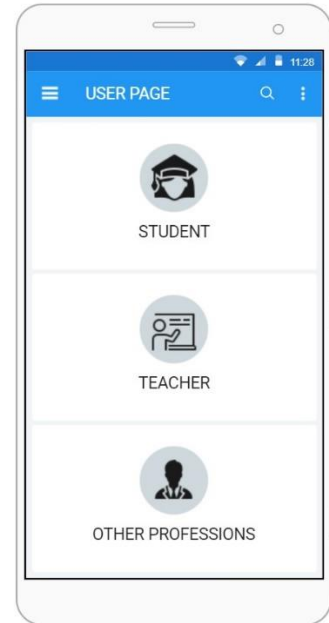 11:28
USER PAGE
STUDENT
TEACHER
OTHER PROFESSIONS